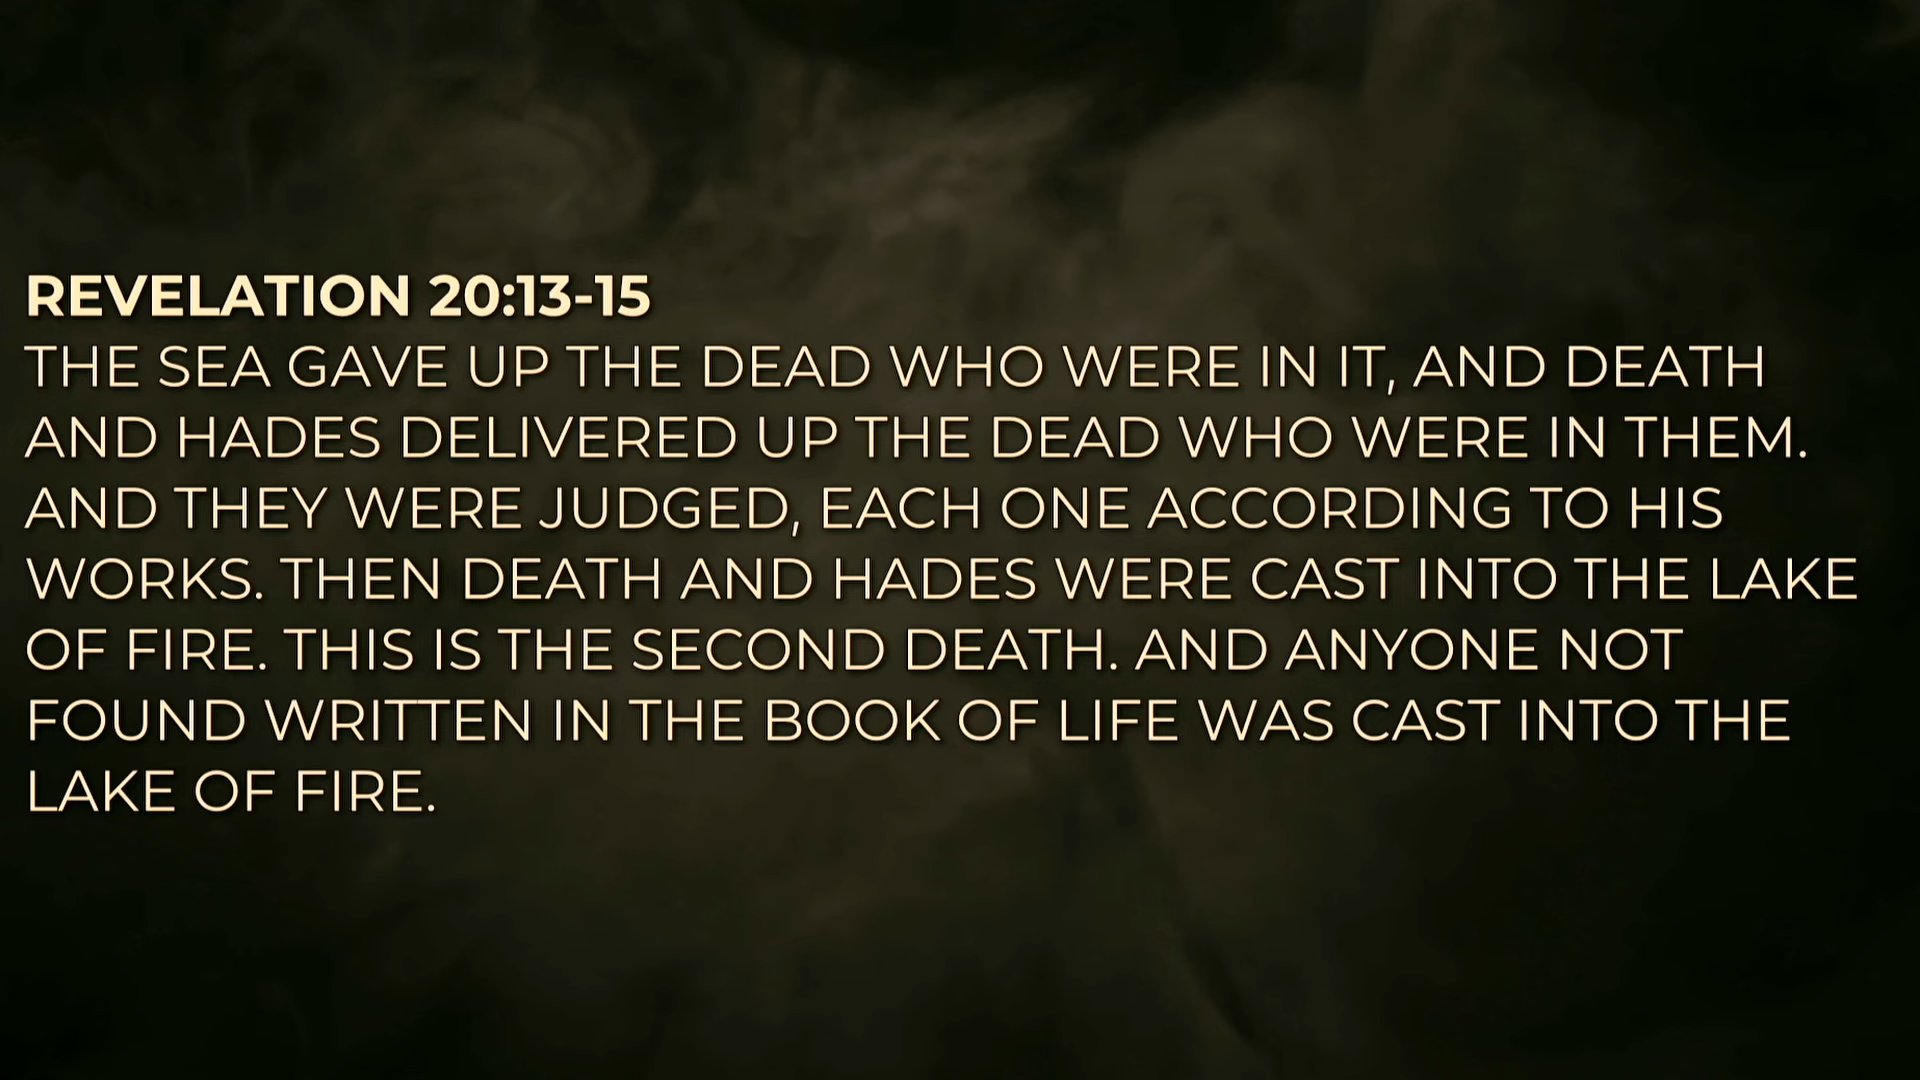 REVELATION 20:13-15
THE SEA GAVE UP THE DEAD WHO WERE IN IT, AND DEATH
AND HADES DELIVERED UP THE DEAD WHO WERE IN THEM.
AND THEY WERE JUDGED, EACH ONE ACCORDING TO HIS
WORKS. THEN DEATH AND HADES WERE CAST INTO THE LAKE
OF FIRE. THIS IS THE SECOND DEATH. AND ANYONE NOT
FOUND WRITTEN IN THE BOOK OF LIFE WAS CAST INTO THE
LAKE OF FIRE.